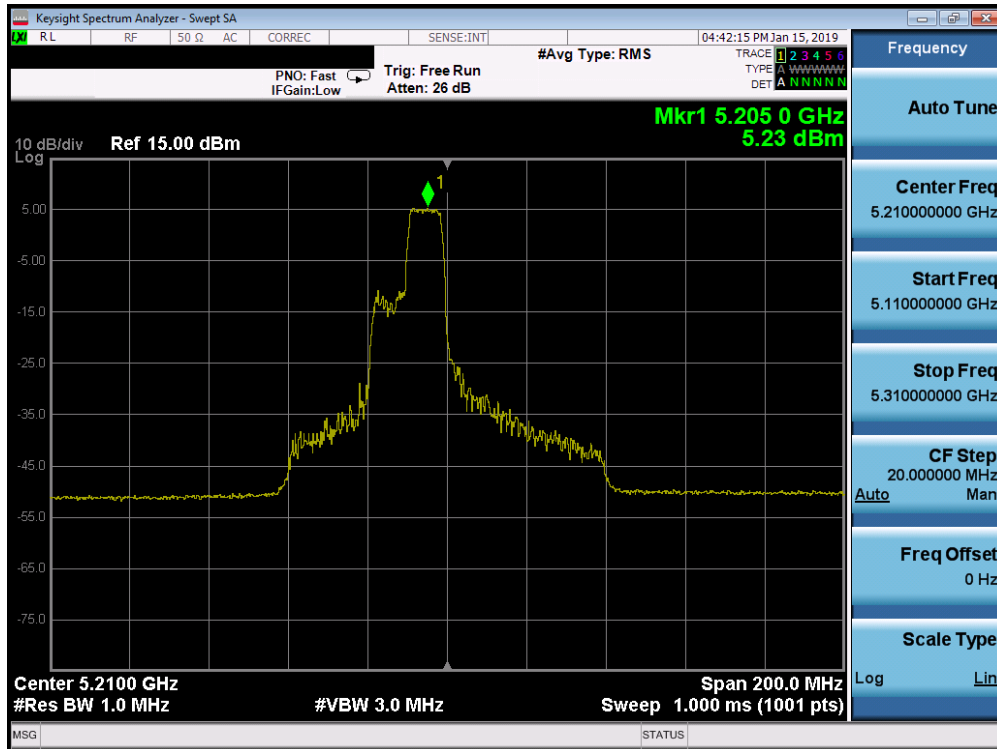 Keysight Spectrum Analyzer - Swept SA
LXI RL RF 50 Ω AC CORREC SENSE:INT 04:42:15 PM Jan 15, 2019
#Avg Type: RMS
TRACE 1 2 3 4 5 6
TYPE A WWWWW
DET A N N N N N
PNO: Fast
IFGain:Low
Trig: Free Run
Atten: 26 dB
Mkr1 5.205 0 GHz
5.23 dBm
10 dB/div
Log
Ref 15.00 dBm
1
5.00
-5.00
-15.0
-25.0
-35.0
-45.0
-55.0
-65.0
-75.0
Center 5.2100 GHz
#Res BW 1.0 MHz
#VBW 3.0 MHz
Span 200.0 MHz
Sweep 1.000 ms (1001 pts)
MSG
STATUS
Frequency
Auto Tune
Center Freq
5.210000000 GHz
Start Freq
5.110000000 GHz
Stop Freq
5.310000000 GHz
CF Step
20.000000 MHz
Auto Man
Freq Offset
0 Hz
Scale Type
Log Lin